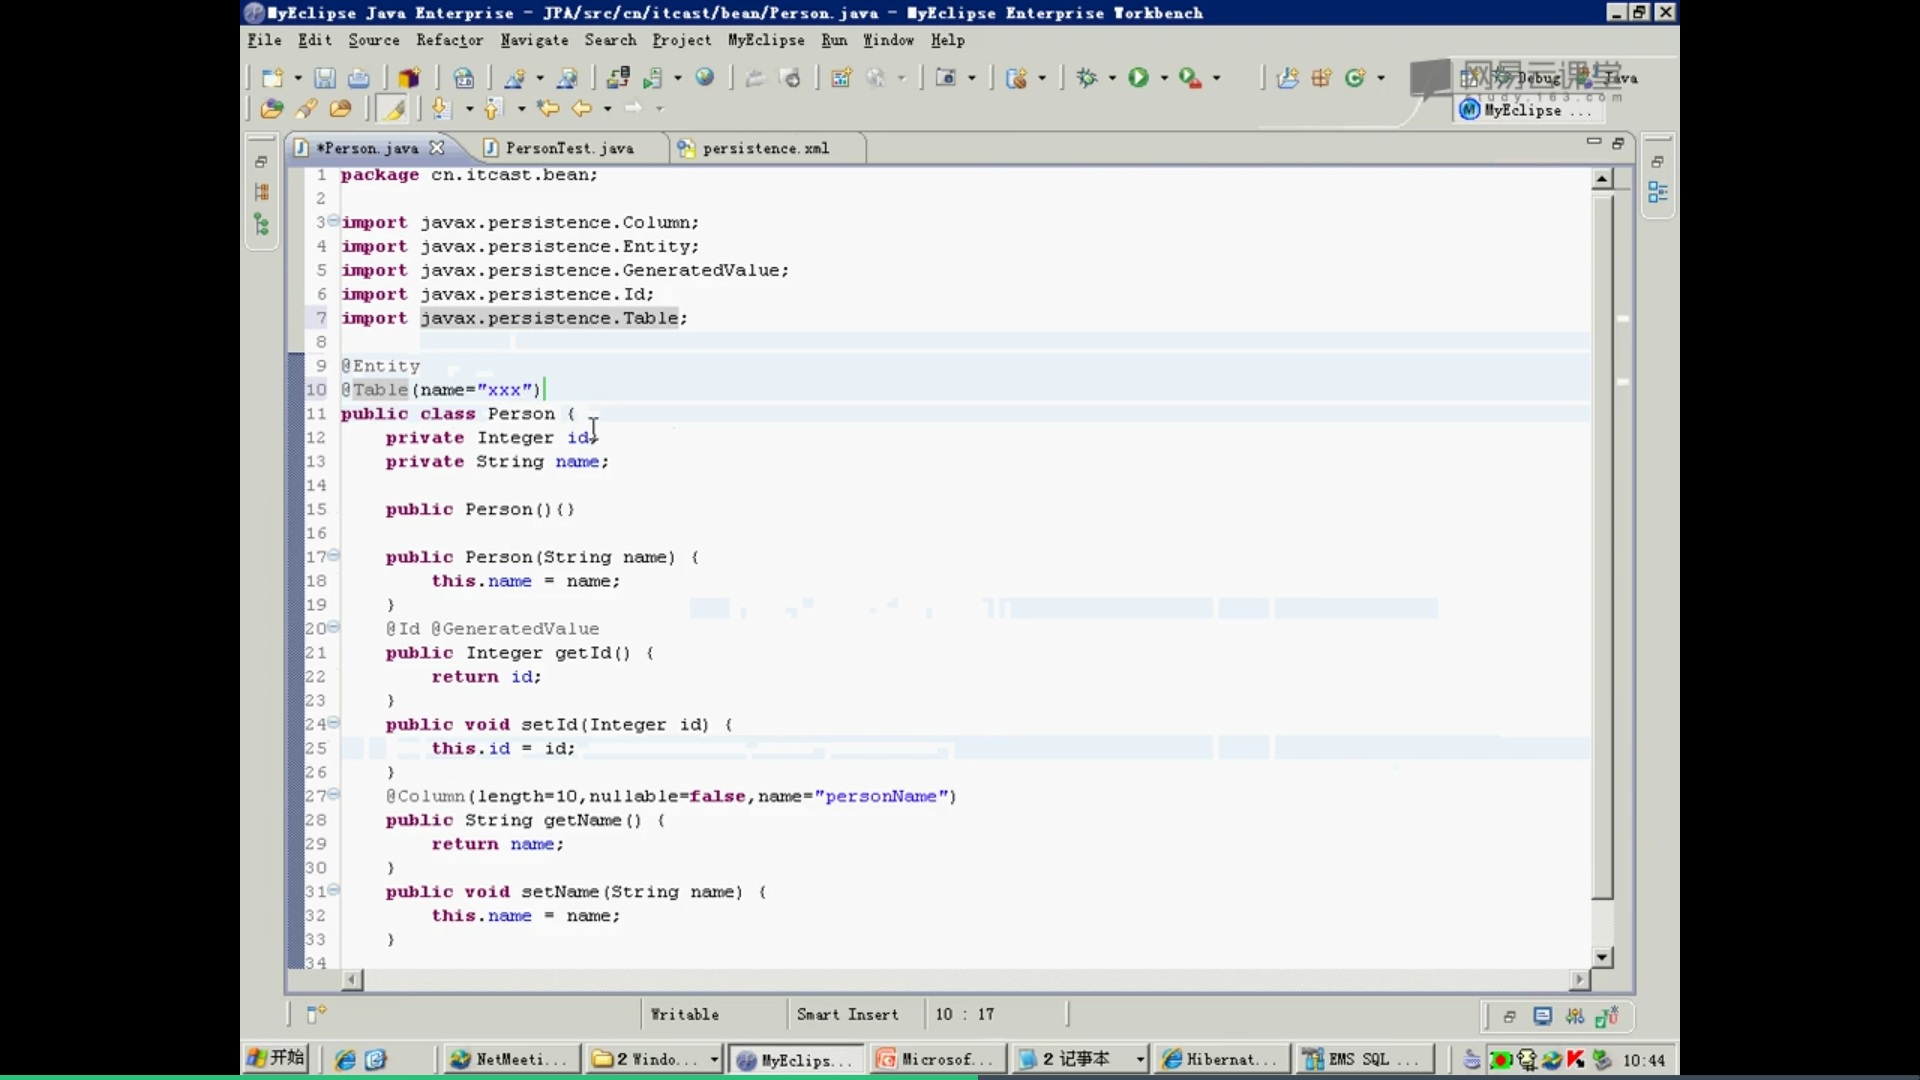 MyEclipse Java Enterprise - JPA/src/cn/itcast/bean/Person.java - MyEclipse Enterprise Workbench
File Edit Source Refactor Navigate Search Project MyEclipse Run Window Help
网易云课堂
Debug Java
study.163.com
MyEclipse ...
*Person.java PersonTest.java persistence.xml
1 package cn.itcast.bean;
2
3 import javax.persistence.Column;
4 import javax.persistence.Entity;
5 import javax.persistence.GeneratedValue;
6 import javax.persistence.Id;
7 import javax.persistence.Table;
8
9 @Entity
10 @Table(name="xxx")
11 public class Person {
12 private Integer id;
13 private String name;
14
15 public Person(){}
16
17 public Person(String name) {
18 this.name = name;
19 }
20 @Id @GeneratedValue
21 public Integer getId() {
22 return id;
23 }
24 public void setId(Integer id) {
25 this.id = id;
26 }
27 @Column(length=10,nullable=false,name="personName")
28 public String getName() {
29 return name;
30 }
31 public void setName(String name) {
32 this.name = name;
33 }
34
Writable Smart Insert 10 : 17
开始 NetMeeti... 2 Windo... MyEclips... Microsof... 2 记事本 Hibernat... EMS SQL ... 10:44